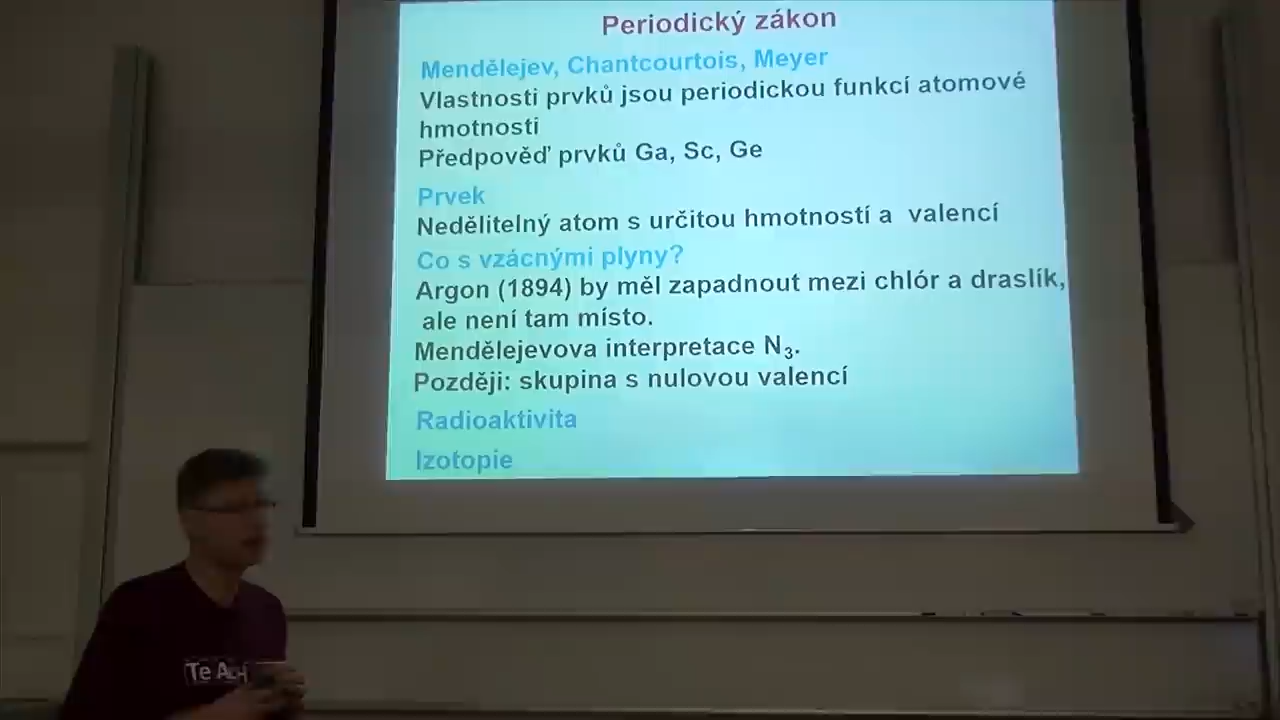 Periodický zákon
Mendělejev, Chantcourtois, Meyer
Vlastnosti prvků jsou periodickou funkcí atomové
hmotnosti
Předpověď prvků Ga, Sc, Ge
Prvek
Nedělitelný atom s určitou hmotností a valencí
Co s vzácnými plyny?
Argon (1894) by měl zapadnout mezi chlór a draslík,
ale není tam místo.
Mendělejevova interpretace N₃.
Později: skupina s nulovou valencí
Radioaktivita
Izotopie
Te